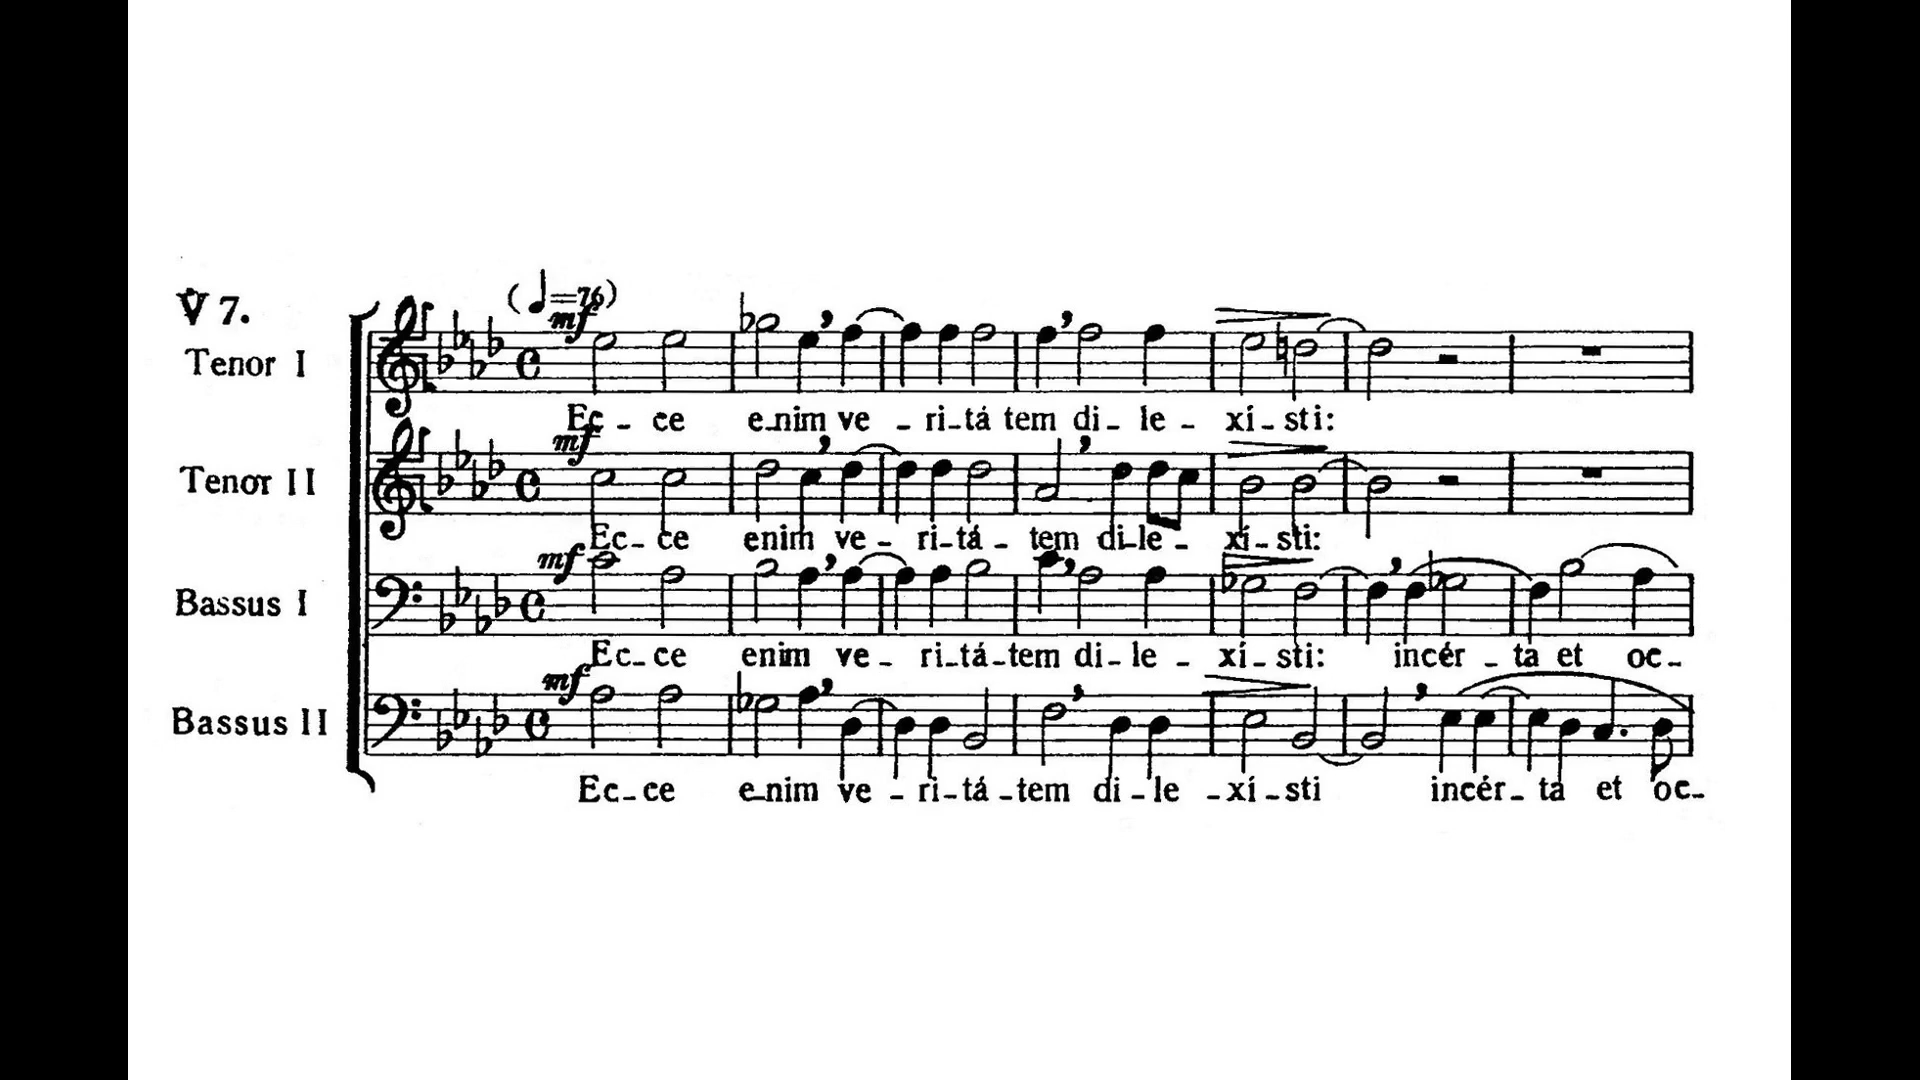 ℣ 7.
(♩=76)
mf
Tenor I
Ec - ce e-nim ve - ri-tá tem di- le - xí-sti:
mf
Tenor II
Ec-ce enim ve - ri-tá - tem di-le - xí-sti:
mf
Bassus I
Ec-ce enim ve- ri-tá-tem di-le - xí-sti: incér - ta et oc-
mf
Bassus II
Ec-ce e-nim ve - ri-tá-tem di-le -xí-sti incér- ta et oc-